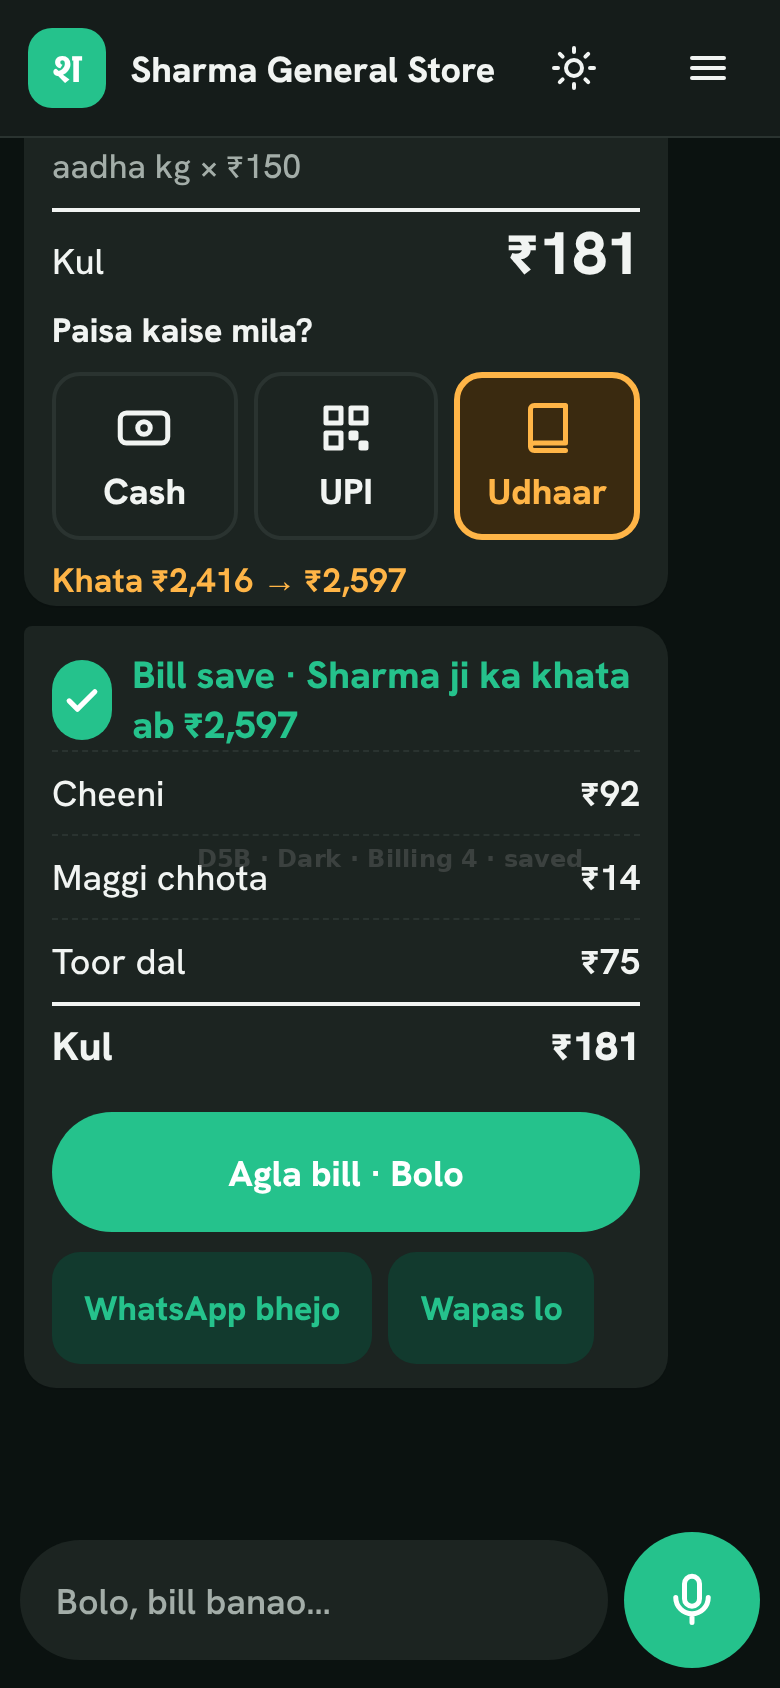 श
Sharma General Store
aadha kg × ₹150
Kul ₹181
Paisa kaise mila?
Cash UPI Udhaar
Khata ₹2,416 → ₹2,597
Bill save · Sharma ji ka khata
ab ₹2,597
Cheeni ₹92
D5B · Dark · Billing 4 · saved
Maggi chhota ₹14
Toor dal ₹75
Kul ₹181
Agla bill · Bolo
WhatsApp bhejo Wapas lo
Bolo, bill banao...